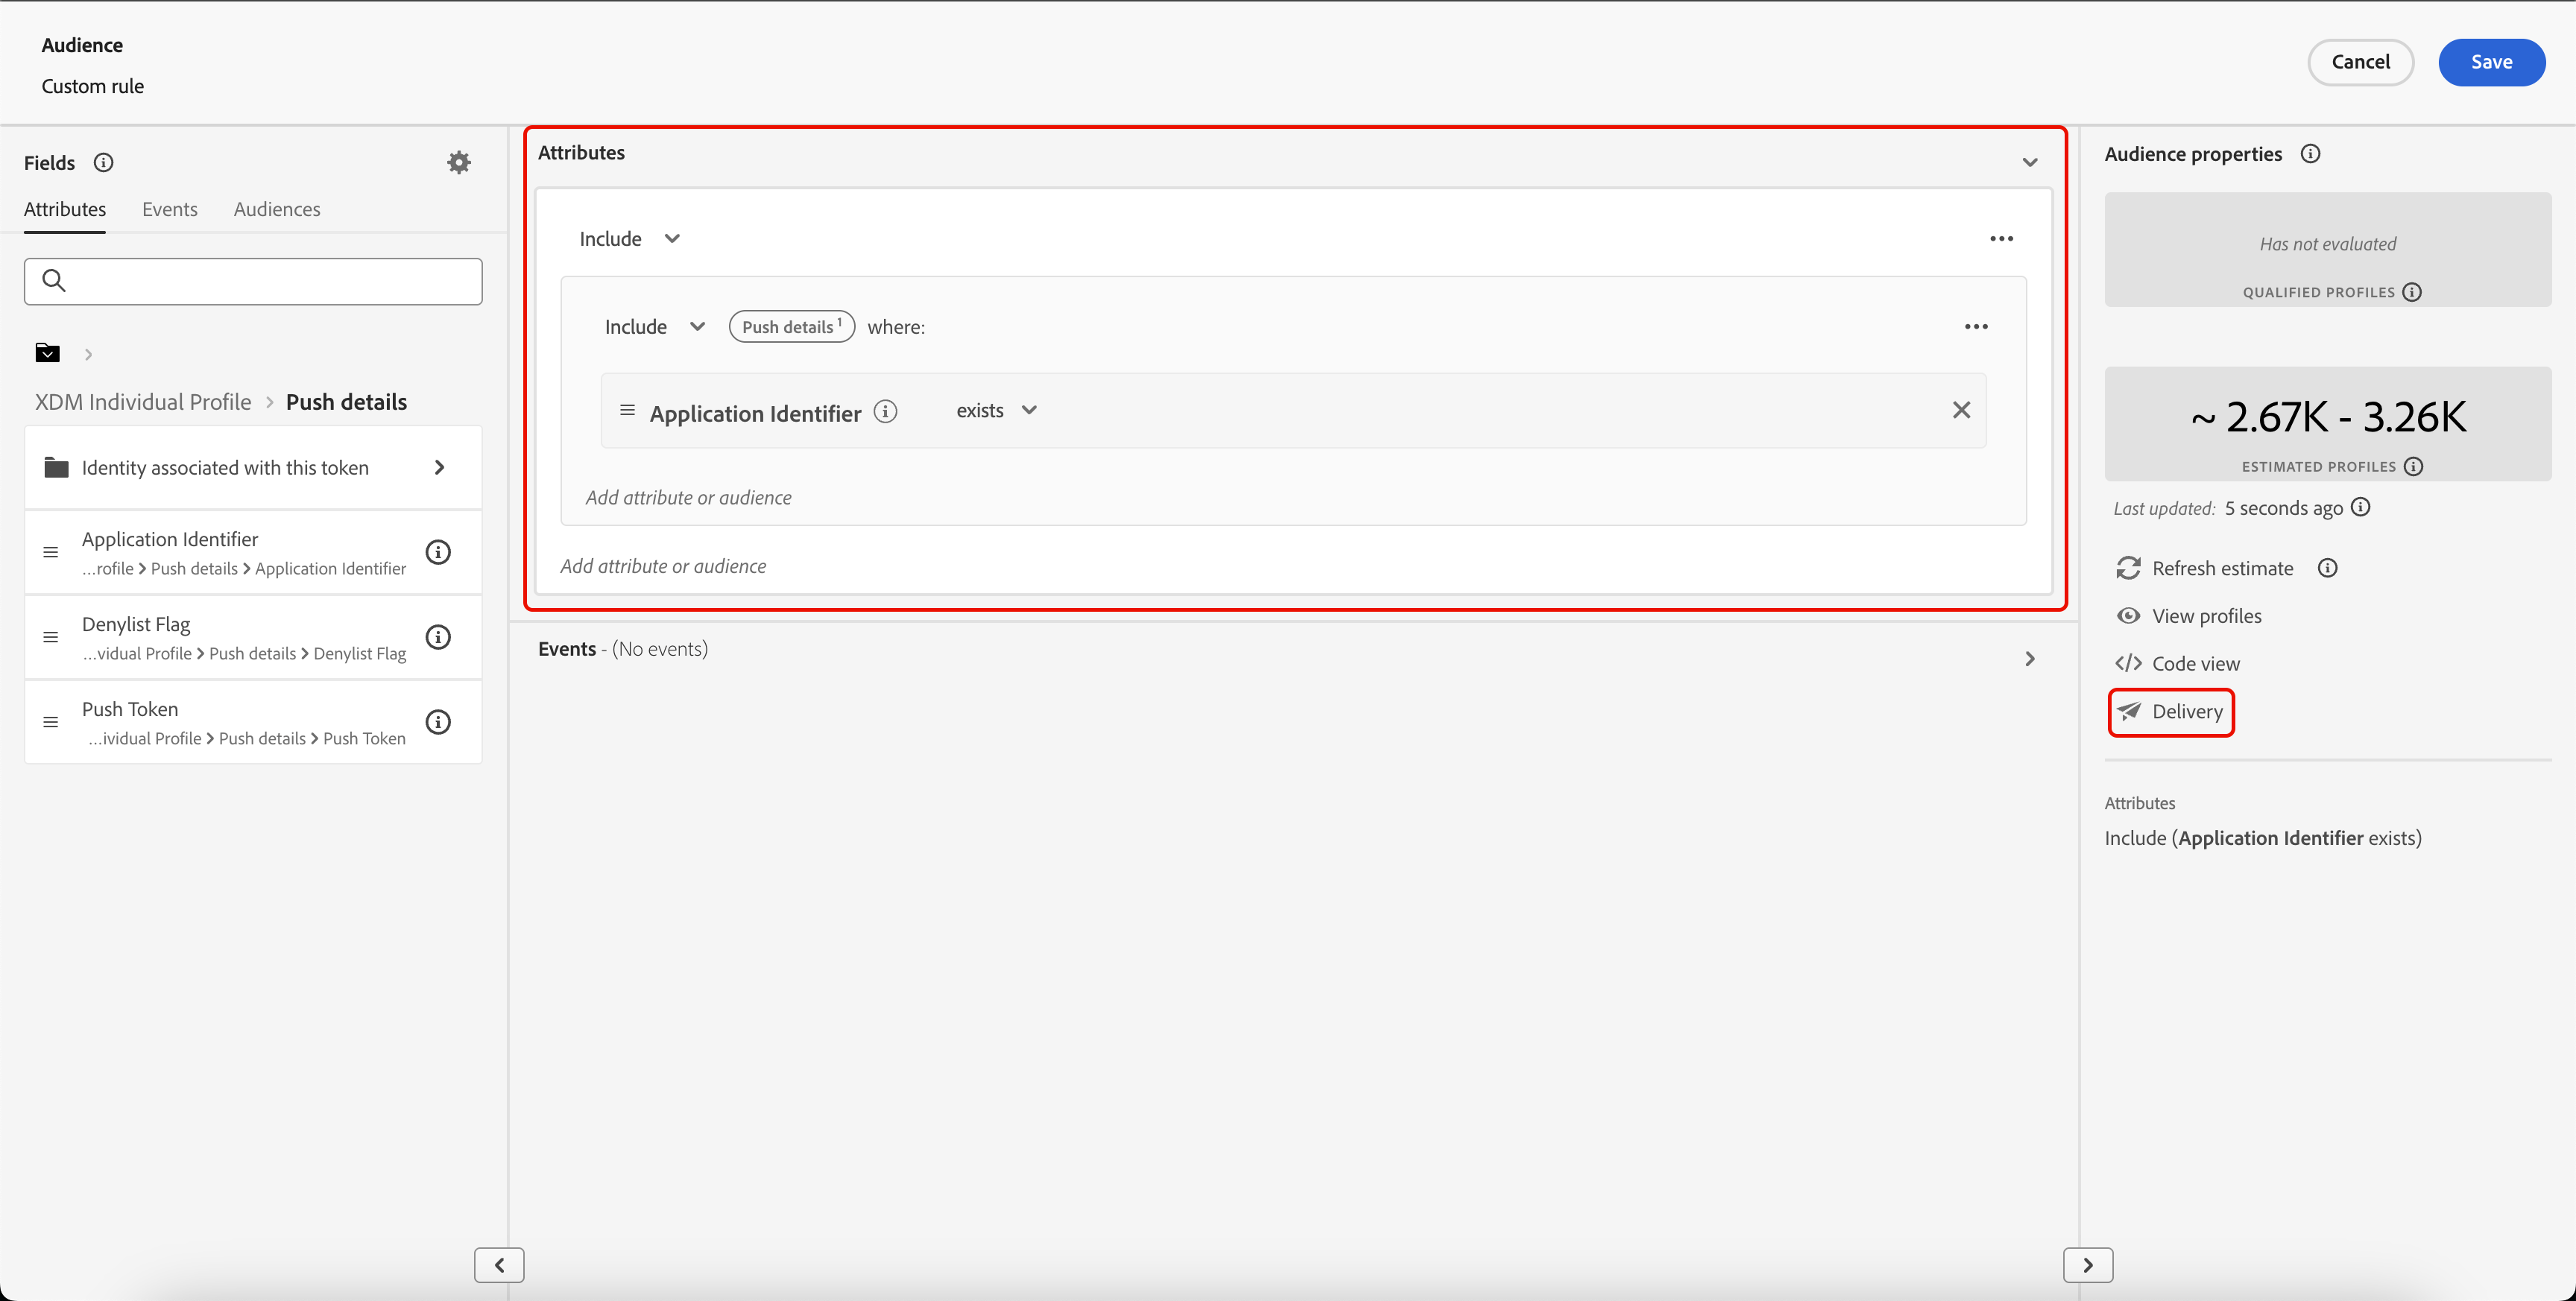 Audience
Custom rule
Cancel
Save
Fields
Attributes Events Audiences
XDM Individual Profile > Push details
Identity associated with this token
Application Identifier
...rofile > Push details > Application Identifier
Denylist Flag
...vidual Profile > Push details > Denylist Flag
Push Token
...ividual Profile > Push details > Push Token
Attributes
Include
Include Push details 1 where:
Application Identifier exists
Add attribute or audience
Add attribute or audience
Events - (No events)
Audience properties
Has not evaluated
QUALIFIED PROFILES
~ 2.67K - 3.26K
ESTIMATED PROFILES
Last updated: 5 seconds ago
Refresh estimate
View profiles
Code view
Delivery
Attributes
Include (Application Identifier exists)